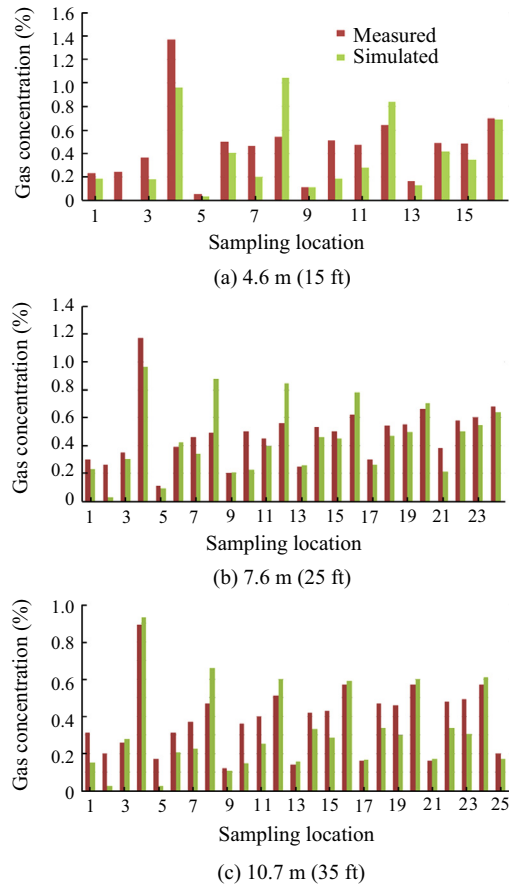 Gas concentration (%)
1.6
1.4
1.2
1.0
0.8
0.6
0.4
0.2
0
Measured
Simulated
1 3 5 7 9 11 13 15
Sampling location
(a) 4.6 m (15 ft)
Gas concentration (%)
1.4
1.2
1.0
0.8
0.6
0.4
0.2
0
1 3 5 7 9 11 13 15 17 19 21 23
Sampling location
(b) 7.6 m (25 ft)
Gas concentration (%)
1.0
0.8
0.6
0.4
0.2
0
1 3 5 7 9 11 13 15 17 19 21 23 25
Sampling location
(c) 10.7 m (35 ft)